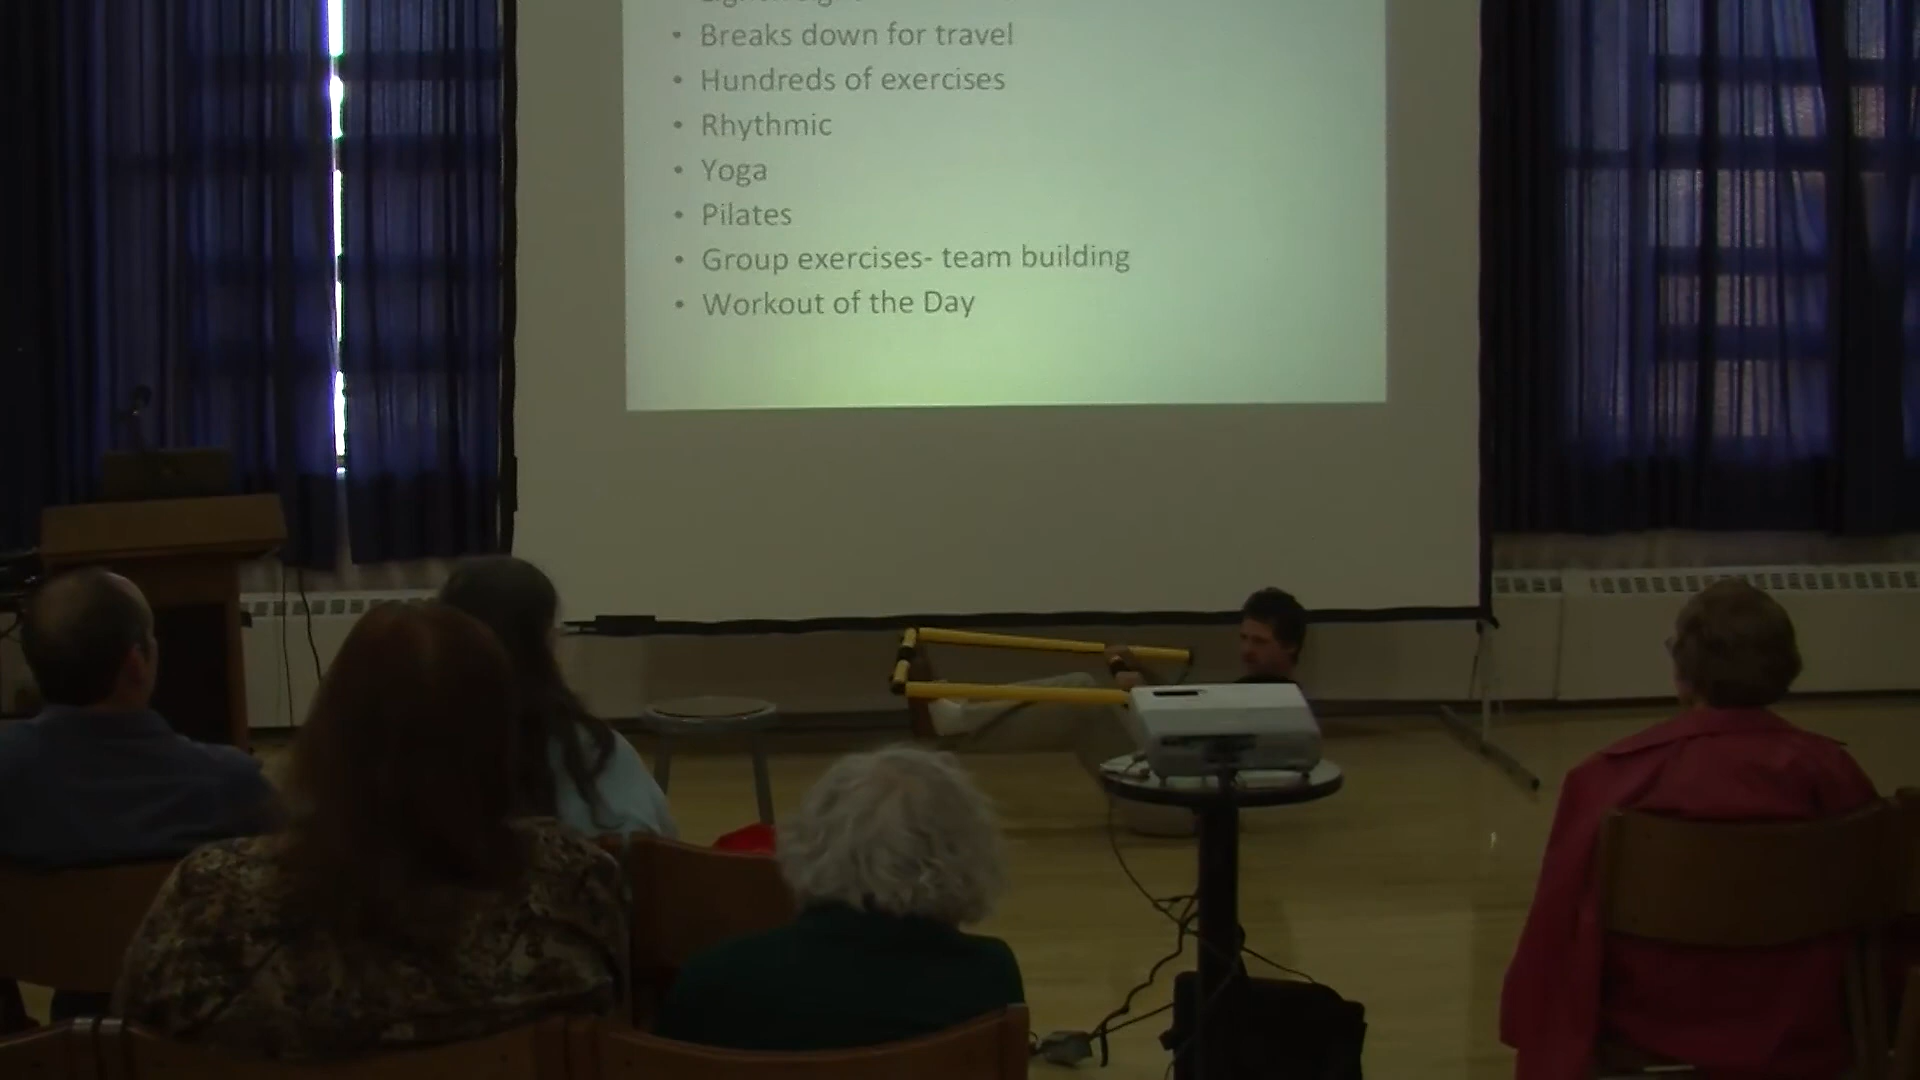 • Breaks down for travel
• Hundreds of exercises
• Rhythmic
• Yoga
• Pilates
• Group exercises- team building
• Workout of the Day